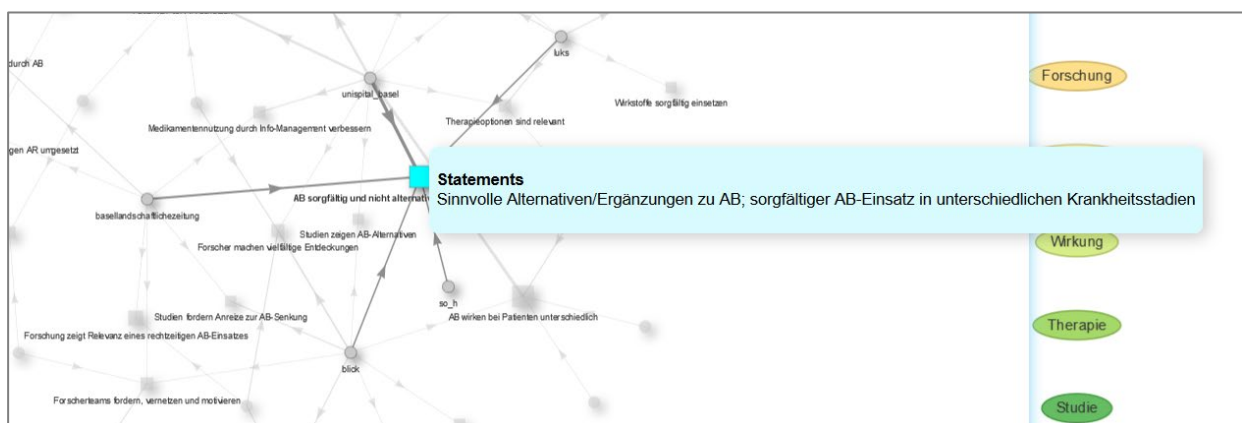 durch AB
luks
Forschung
unispital_basel
Wirkstoffe sorgfältig einsetzen
Medikamentennutzung durch Info-Management verbessern
Therapieoptionen sind relevant
gen AR umgesetzt
Statements
AB sorgfältig und nicht alternativ
Sinnvolle Alternativen/Ergänzungen zu AB; sorgfältiger AB-Einsatz in unterschiedlichen Krankheitsstadien
basellandschaftlichezeitung
Studien zeigen AB-Alternativen
Forscher machen vielfältige Entdeckungen
Wirkung
so_h
Studien fordern Anreize zur AB-Senkung
AB wirken bei Patienten unterschiedlich
Therapie
Forschung zeigt Relevanz eines rechtzeitigen AB-Einsatzes
blick
Forscherteams fordern, vernetzen und motivieren
Studie